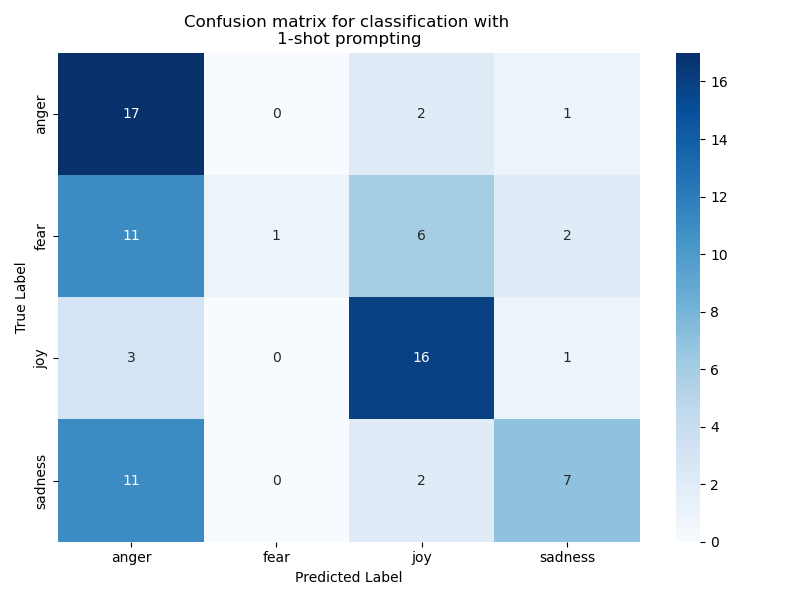 Confusion matrix for classification with
1-shot prompting
True Label
anger
17
0
2
1
fear
11
1
6
2
joy
3
0
16
1
sadness
11
0
2
7
anger
fear
joy
sadness
Predicted Label
16
14
12
10
8
6
4
2
0